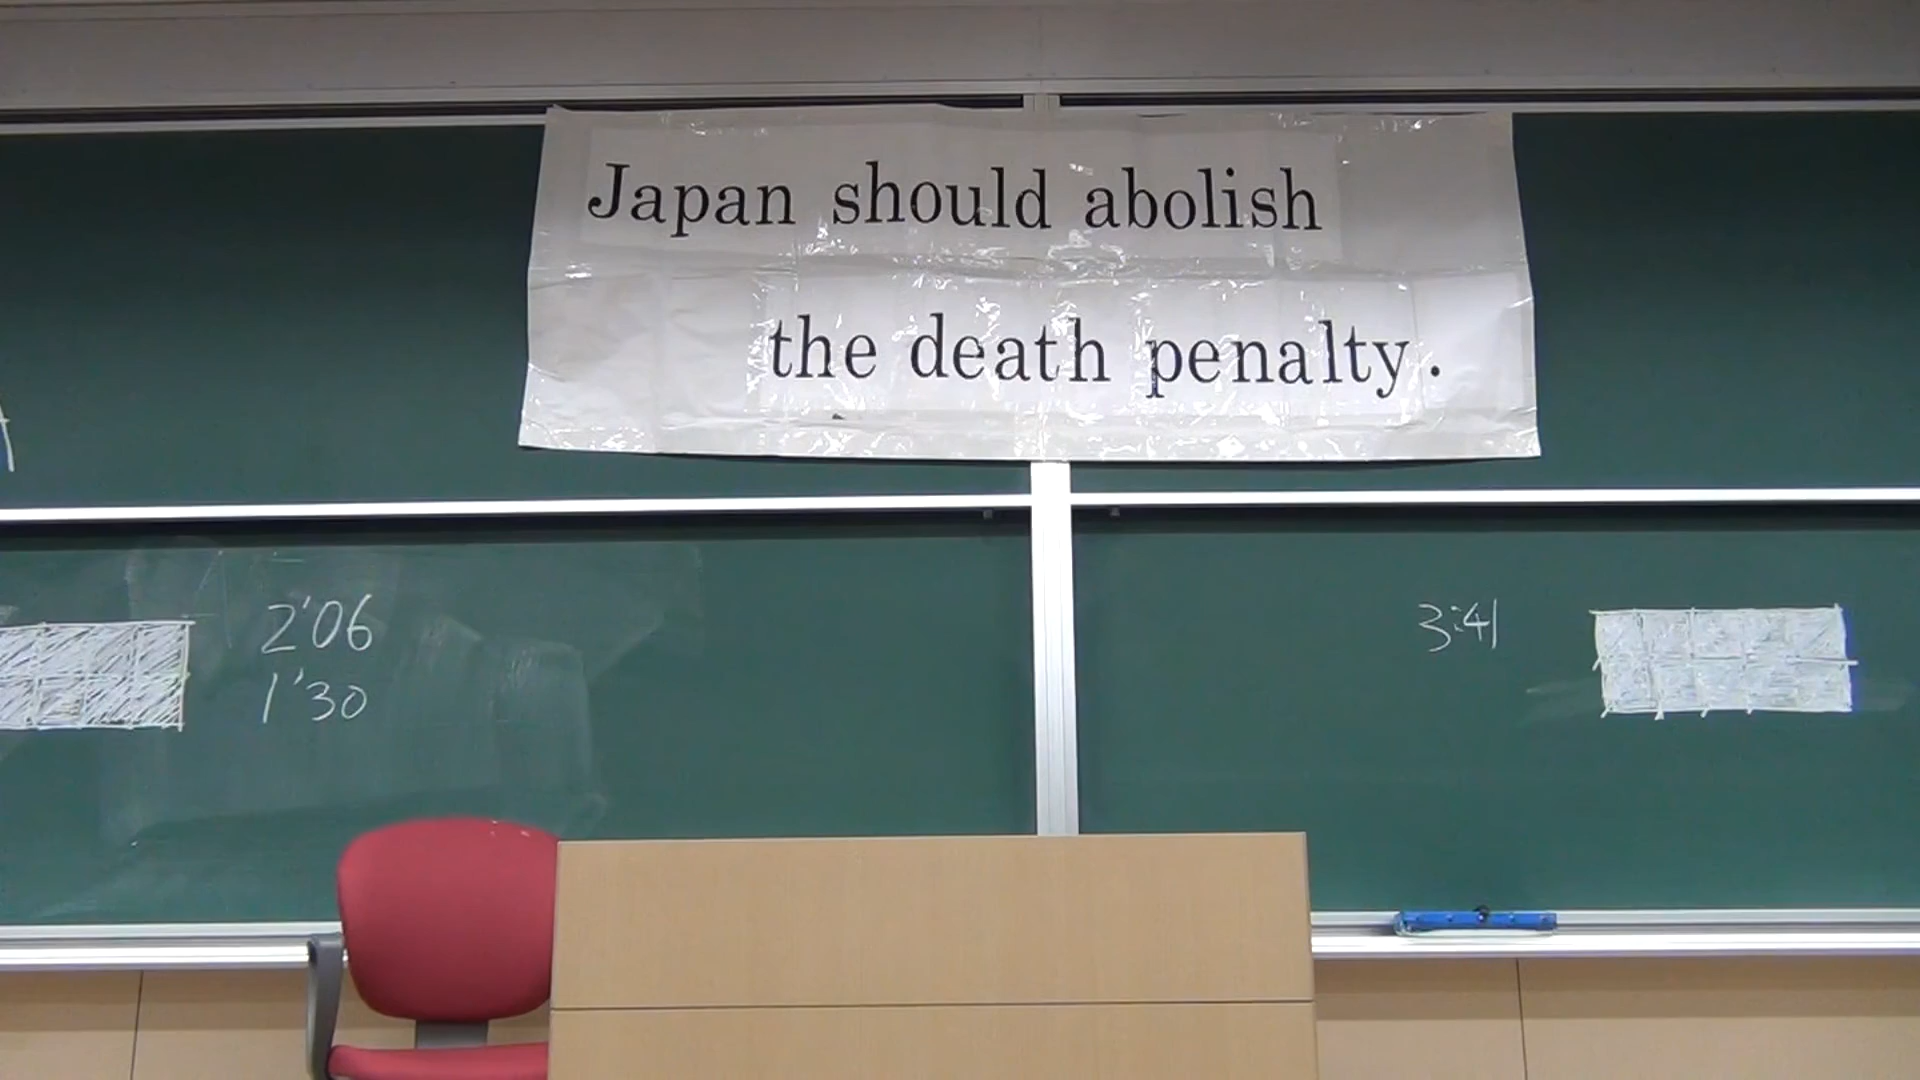 Japan should abolish
the death penalty.
2'06
1'30
3:41